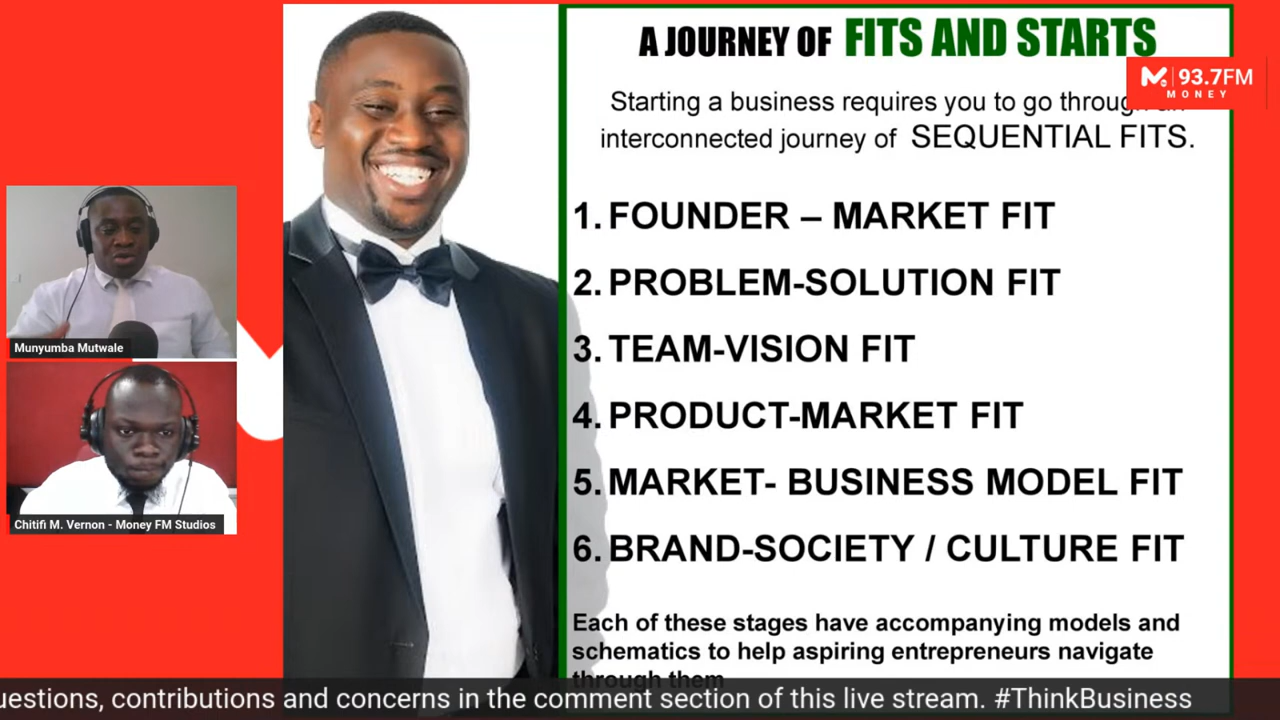 A JOURNEY OF FITS AND STARTS
93.7FM
MONEY
Starting a business requires you to go through
interconnected journey of SEQUENTIAL FITS.
1. FOUNDER – MARKET FIT
2. PROBLEM-SOLUTION FIT
3. TEAM-VISION FIT
4. PRODUCT-MARKET FIT
5. MARKET- BUSINESS MODEL FIT
6. BRAND-SOCIETY / CULTURE FIT
Each of these stages have accompanying models and
schematics to help aspiring entrepreneurs navigate
through them
Munyumba Mutwale
Chitifi M. Vernon - Money FM Studios
uestions, contributions and concerns in the comment section of this live stream. #ThinkBusiness